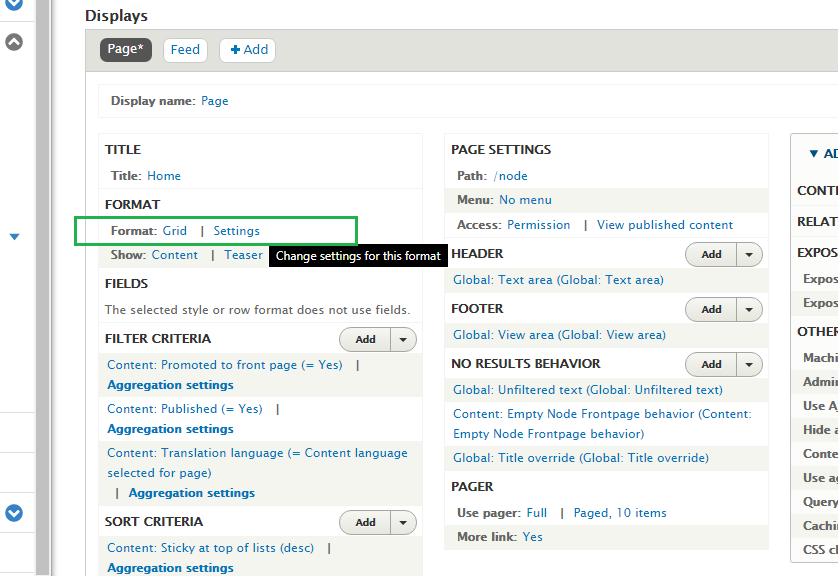 Displays
Page*
Feed
+ Add
Display name: Page
TITLE
Title: Home
FORMAT
Format: Grid | Settings
Show: Content | Teaser
Change settings for this format
FIELDS
The selected style or row format does not use fields.
FILTER CRITERIA
Add
Content: Promoted to front page (= Yes) |
Aggregation settings
Content: Published (= Yes) |
Aggregation settings
Content: Translation language (= Content language
selected for page)
| Aggregation settings
SORT CRITERIA
Add
Content: Sticky at top of lists (desc) |
Aggregation settings
PAGE SETTINGS
Path: /node
Menu: No menu
Access: Permission | View published content
HEADER
Add
Global: Text area (Global: Text area)
FOOTER
Add
Global: View area (Global: View area)
NO RESULTS BEHAVIOR
Add
Global: Unfiltered text (Global: Unfiltered text)
Content: Empty Node Frontpage behavior (Content:
Empty Node Frontpage behavior)
Global: Title override (Global: Title override)
PAGER
Use pager: Full | Paged, 10 items
More link: Yes
▼ AD
CONTE
RELAT
EXPOS
Expos
Expos
OTHER
Machi
Admin
Use AJ
Hide a
Conte
Use ag
Query
Cachi
CSS cl